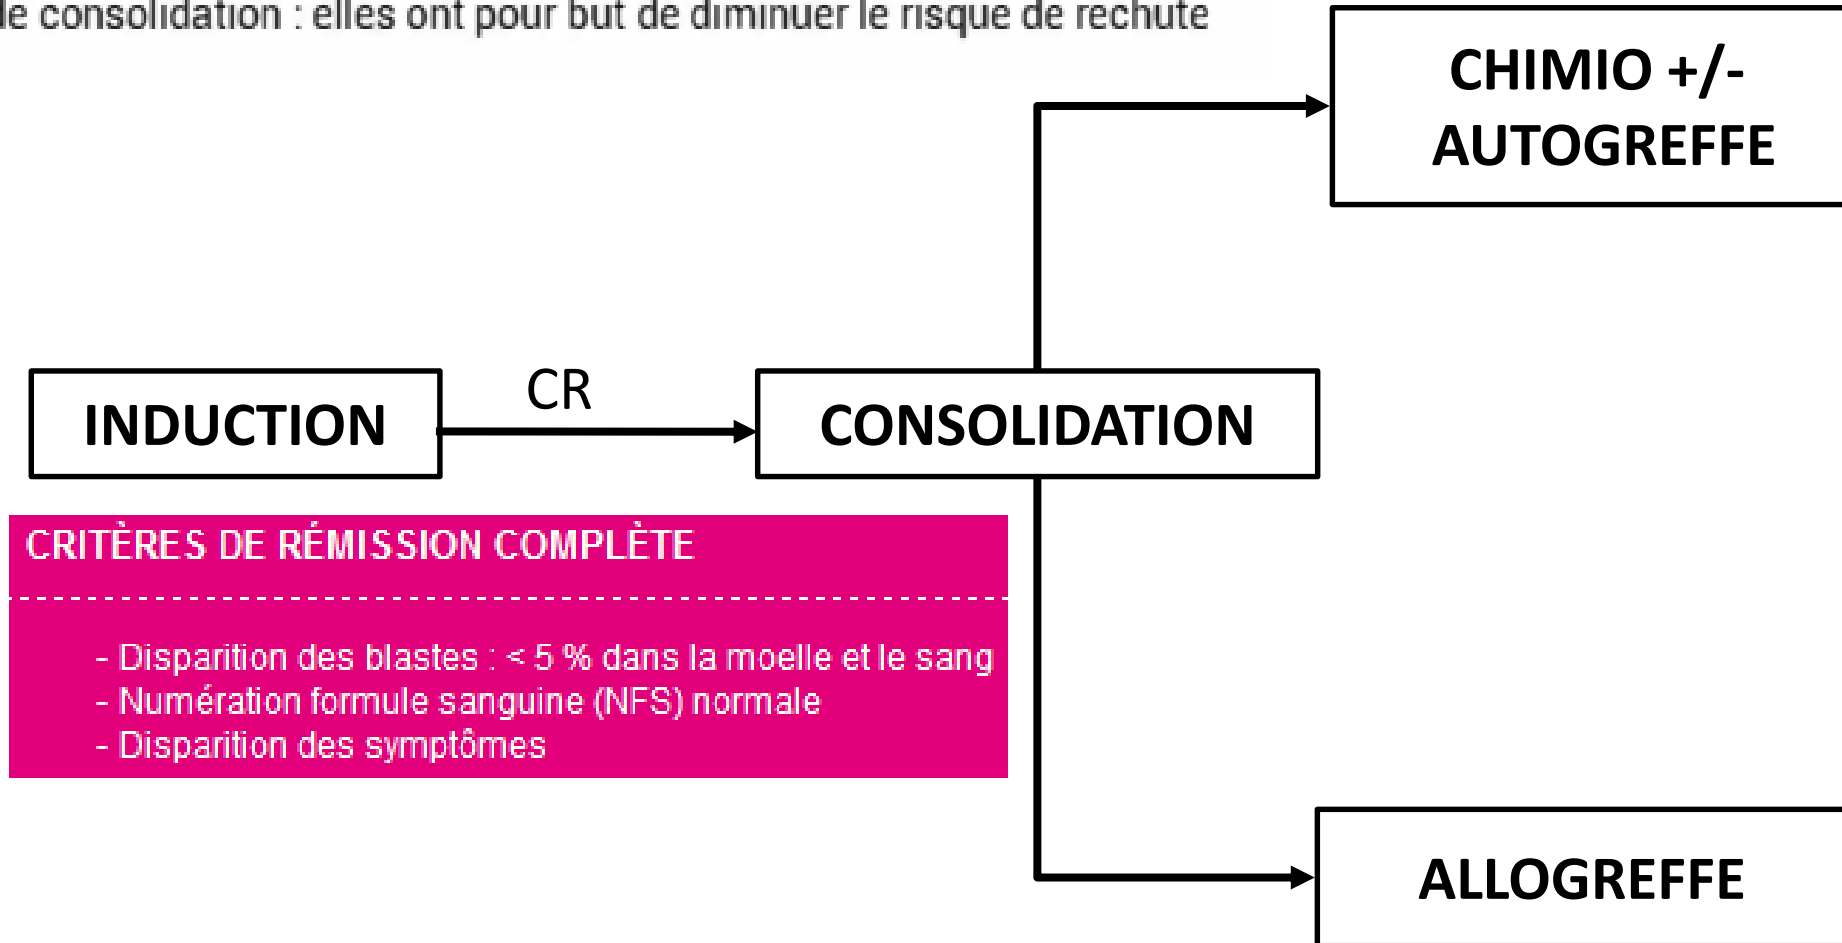 le consolidation : elles ont pour but de diminuer le risque de rechute
CHIMIO +/-
AUTOGREFFE
INDUCTION
CR
CONSOLIDATION
CRITÈRES DE RÉMISSION COMPLÈTE
- Disparition des blastes : < 5 % dans la moelle et le sang
- Numération formule sanguine (NFS) normale
- Disparition des symptômes
ALLOGREFFE